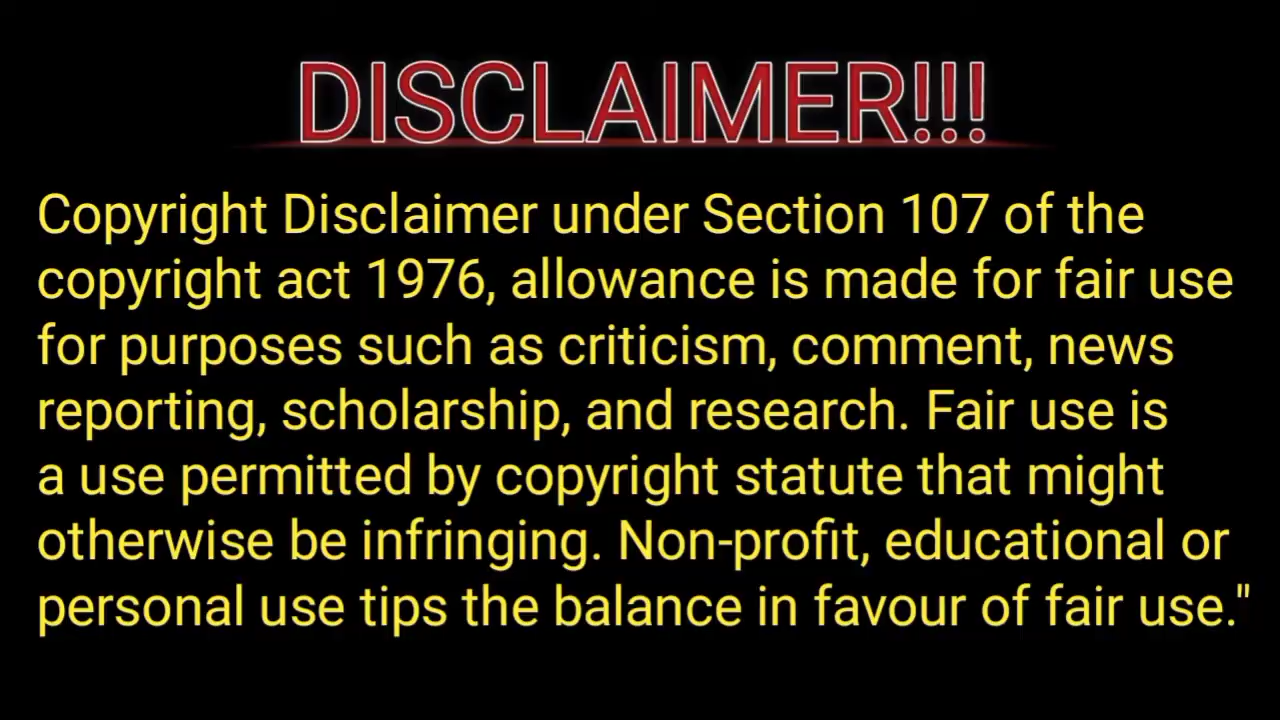 DISCLAIMER!!!
Copyright Disclaimer under Section 107 of the
copyright act 1976, allowance is made for fair use
for purposes such as criticism, comment, news
reporting, scholarship, and research. Fair use is
a use permitted by copyright statute that might
otherwise be infringing. Non-profit, educational or
personal use tips the balance in favour of fair use."